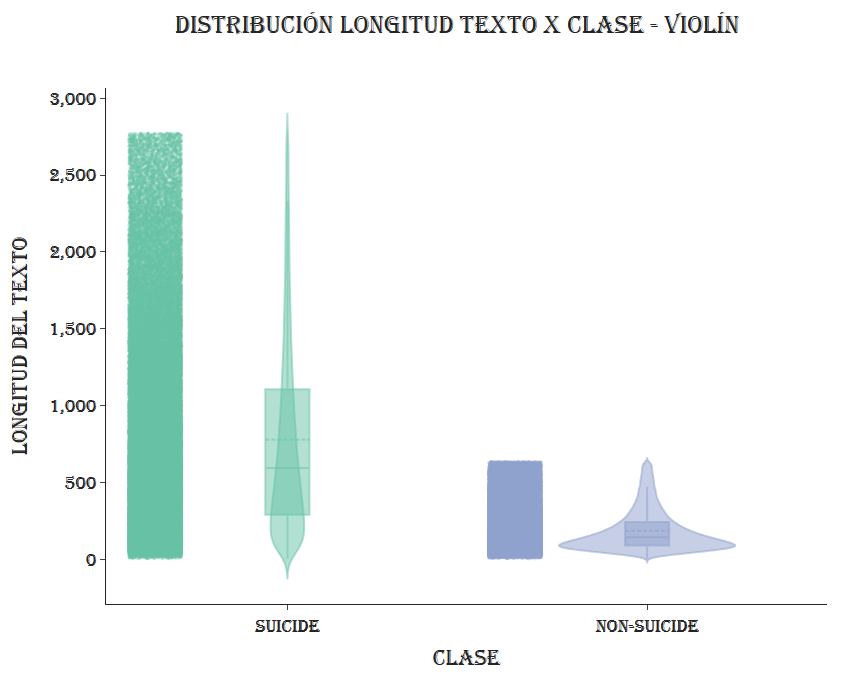 DISTRIBUCIÓN LONGITUD TEXTO X CLASE - VIOLÍN
LONGITUD DEL TEXTO
3,000
2,500
2,000
1,500
1,000
500
0
SUICIDE
NON-SUICIDE
CLASE